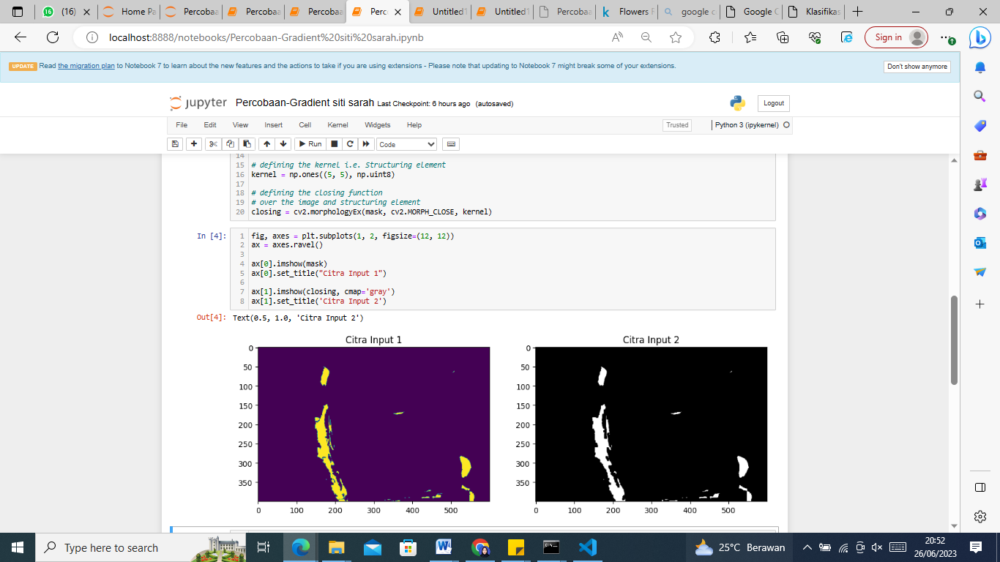 (16)
Home Pa
Percobaa
Percobaa
Percobaa
Perc
Untitled1
Untitled1
Percobaa
Flowers F
google c
Google C
Klasifikas
localhost:8888/notebooks/Percobaan-Gradient%20siti%20sarah.ipynb
Sign in
UPDATE Read the migration plan to Notebook 7 to learn about the new features and the actions to take if you are using extensions - Please note that updating to Notebook 7 might break some of your extensions.
Don't show anymore
jupyter Percobaan-Gradient siti sarah Last Checkpoint: 6 hours ago (autosaved)
Logout
File Edit View Insert Cell Kernel Widgets Help
Trusted
Python 3 (ipykernel)
Run
Code
14
15 # defining the kernel i.e. Structuring element
16 kernel = np.ones((5, 5), np.uint8)
17
18 # defining the closing function
19 # over the image and structuring element
20 closing = cv2.morphologyEx(mask, cv2.MORPH_CLOSE, kernel)
In [4]:
1 fig, axes = plt.subplots(1, 2, figsize=(12, 12))
2 ax = axes.ravel()
3
4 ax[0].imshow(mask)
5 ax[0].set_title("Citra Input 1")
6
7 ax[1].imshow(closing, cmap='gray')
8 ax[1].set_title('Citra Input 2')
Out[4]: Text(0.5, 1.0, 'Citra Input 2')
Citra Input 1
0
50
100
150
200
250
300
350
0 100 200 300 400 500
Citra Input 2
0
50
100
150
200
250
300
350
0 100 200 300 400 500
Type here to search
25°C Berawan
20:52
26/06/2023